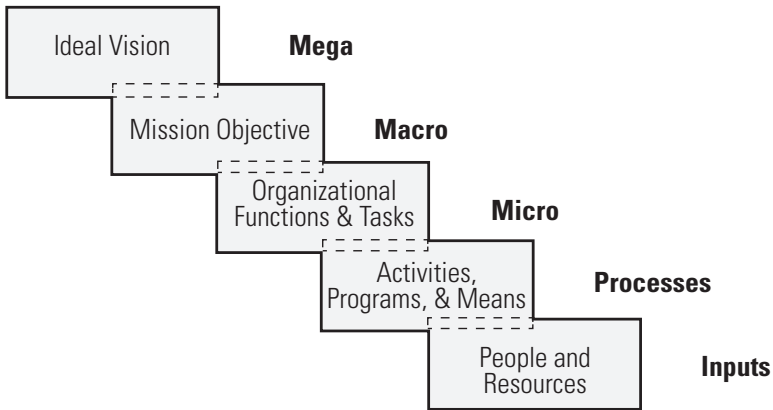 Ideal Vision
Mega
Mission Objective
Macro
Organizational
Functions & Tasks
Micro
Activities,
Programs, & Means
Processes
People and
Resources
Inputs